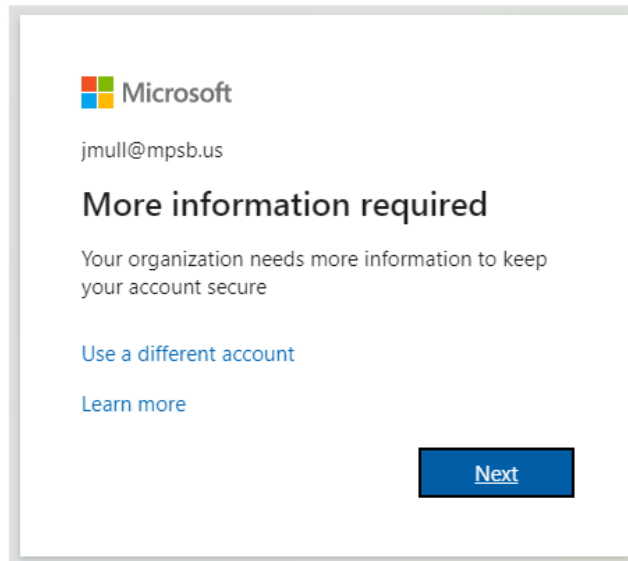 Microsoft
jmull@mpsb.us
More information required
Your organization needs more information to keep
your account secure
Use a different account
Learn more
Next